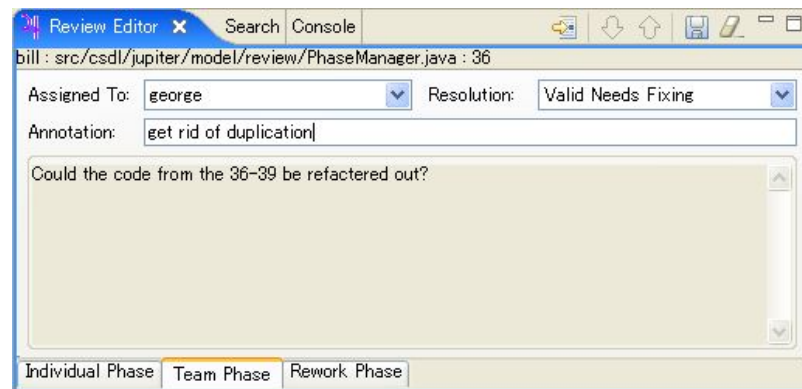 Review Editor Search Console
bill : src/csdl/jupiter/model/review/PhaseManager.java : 36
Assigned To: george Resolution: Valid Needs Fixing
Annotation: get rid of duplication
Could the code from the 36-39 be refactered out?
Individual Phase Team Phase Rework Phase